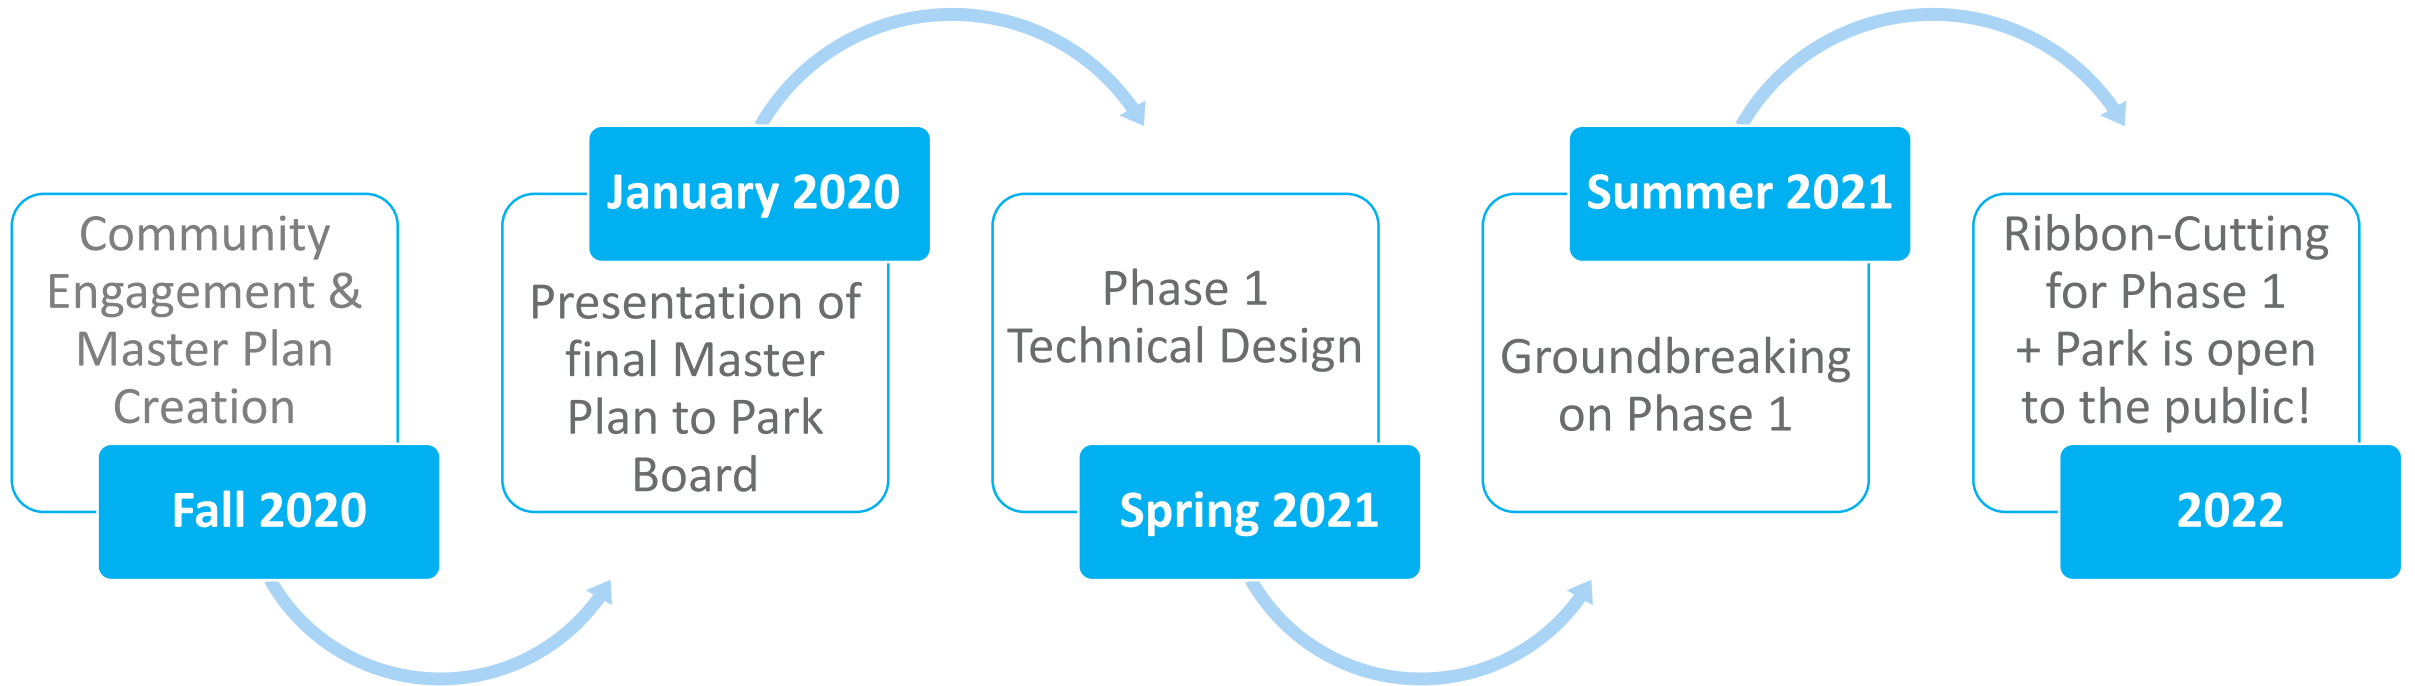 Community
Engagement &
Master Plan
Creation
Fall 2020
January 2020
Presentation of
final Master
Plan to Park
Board
Phase 1
Technical Design
Spring 2021
Summer 2021
Groundbreaking
on Phase 1
Ribbon-Cutting
for Phase 1
+ Park is open
to the public!
2022